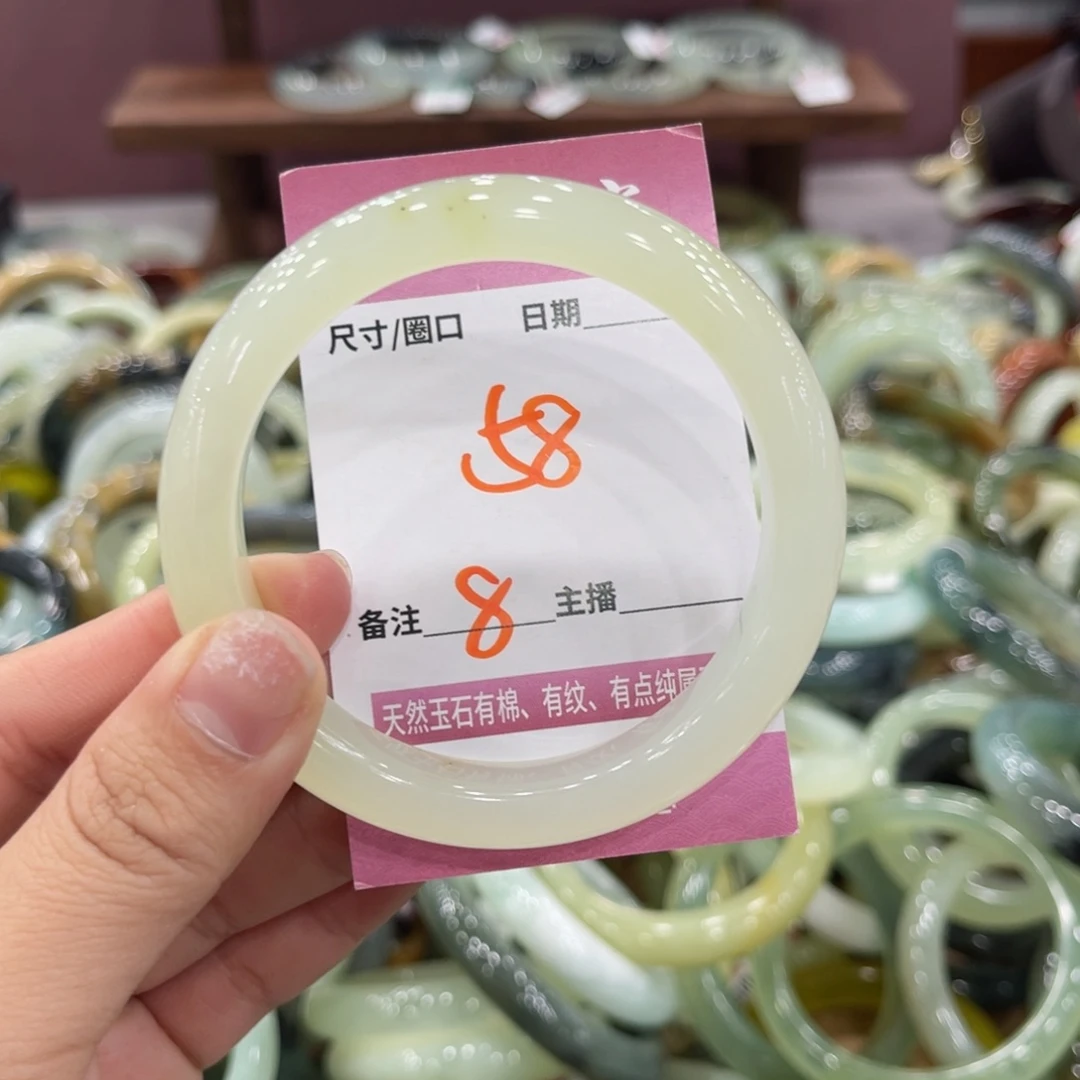 尺寸/圈口 日期
58
备注 8 主播
天然玉石有棉、有纹、有点纯属